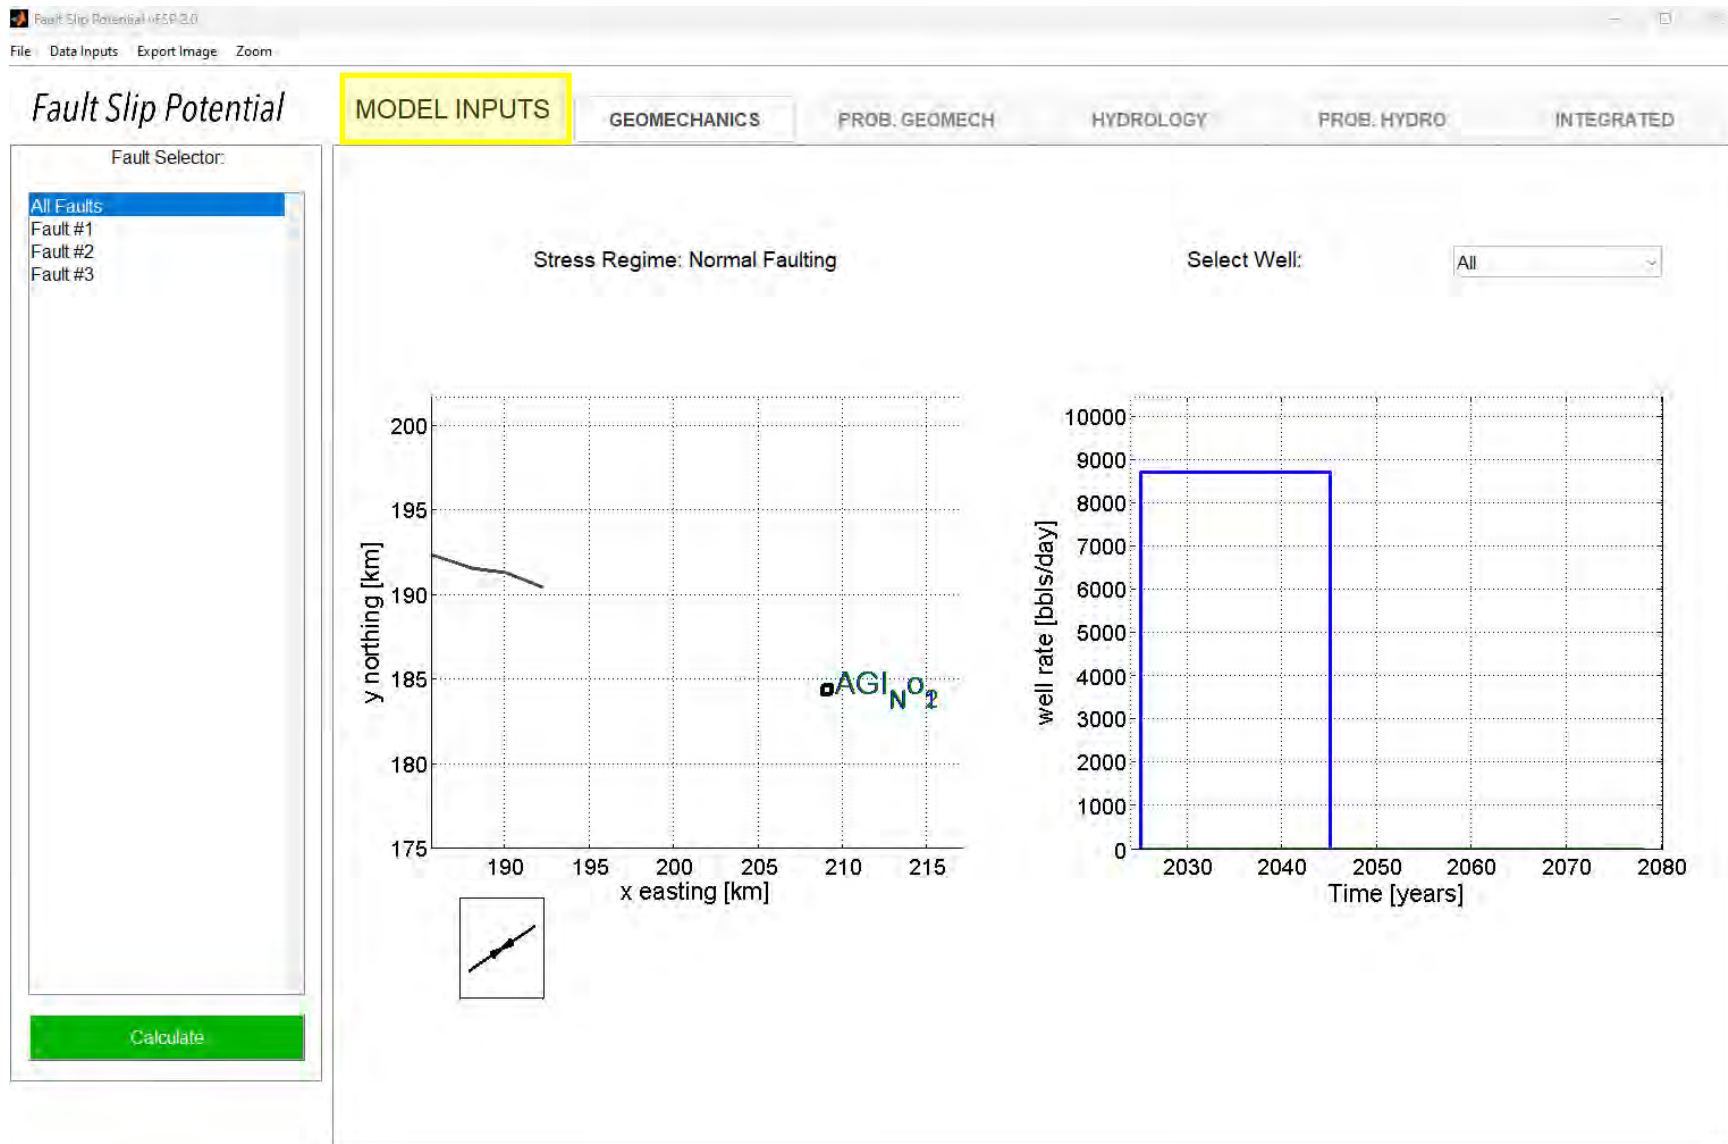 Fault Slip Potential vFSP 2.0
File Data Inputs Export Image Zoom
Fault Slip Potential
MODEL INPUTS
GEOMECHANICS
PROB. GEOMECH
HYDROLOGY
PROB. HYDRO
INTEGRATED
Fault Selector:
All Faults
Fault #1
Fault #2
Fault #3
Calculate
Stress Regime: Normal Faulting
Select Well:
All
200
195
190
185
180
175
y northing [km]
AGI No
190 195 200 205 210 215
x easting [km]
10000
9000
8000
7000
6000
5000
4000
3000
2000
1000
0
well rate [bbls/day]
2030 2040 2050 2060 2070 2080
Time [years]